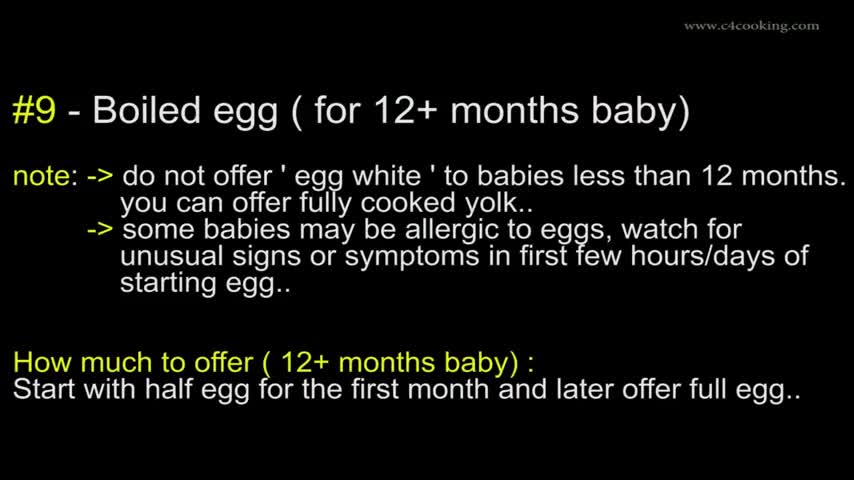 www.c4cooking.com
#9 - Boiled egg ( for 12+ months baby)
note: -> do not offer ' egg white ' to babies less than 12 months.
you can offer fully cooked yolk..
-> some babies may be allergic to eggs, watch for
unusual signs or symptoms in first few hours/days of
starting egg..
How much to offer ( 12+ months baby) :
Start with half egg for the first month and later offer full egg..